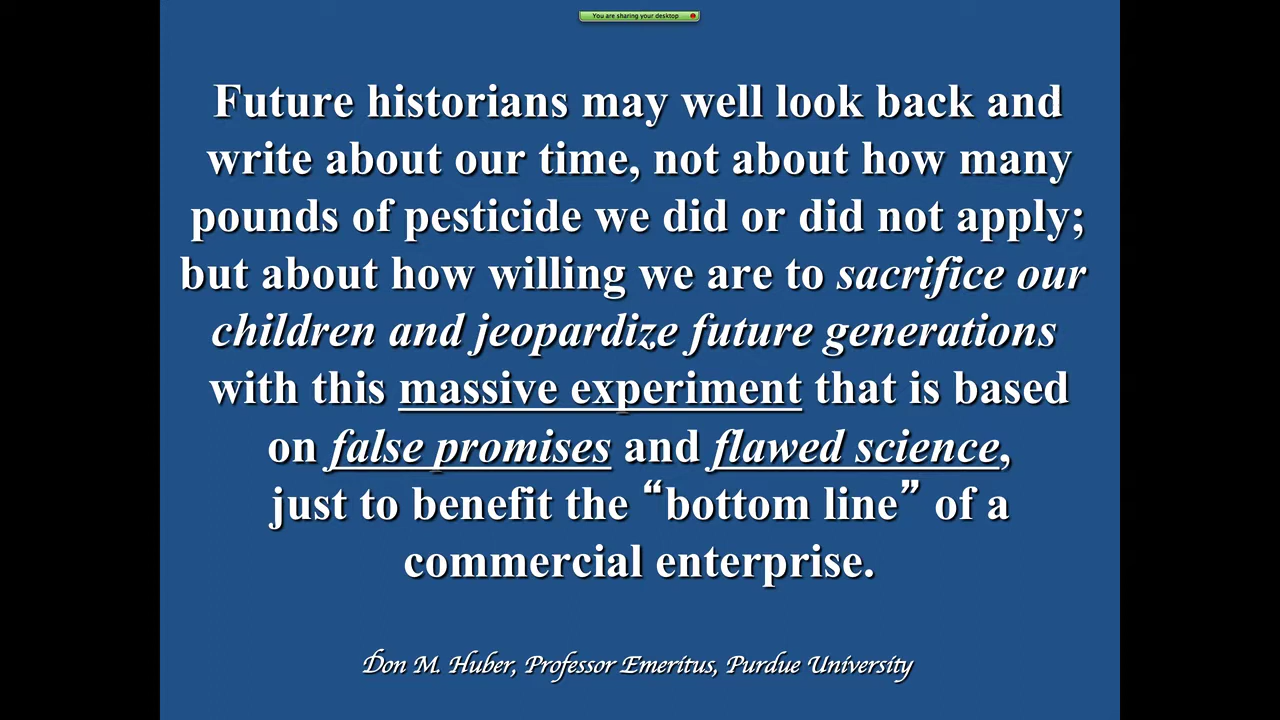 You are sharing your desktop
Future historians may well look back and
write about our time, not about how many
pounds of pesticide we did or did not apply;
but about how willing we are to sacrifice our
children and jeopardize future generations
with this massive experiment that is based
on false promises and flawed science,
just to benefit the “bottom line” of a
commercial enterprise.
Don M. Huber, Professor Emeritus, Purdue University